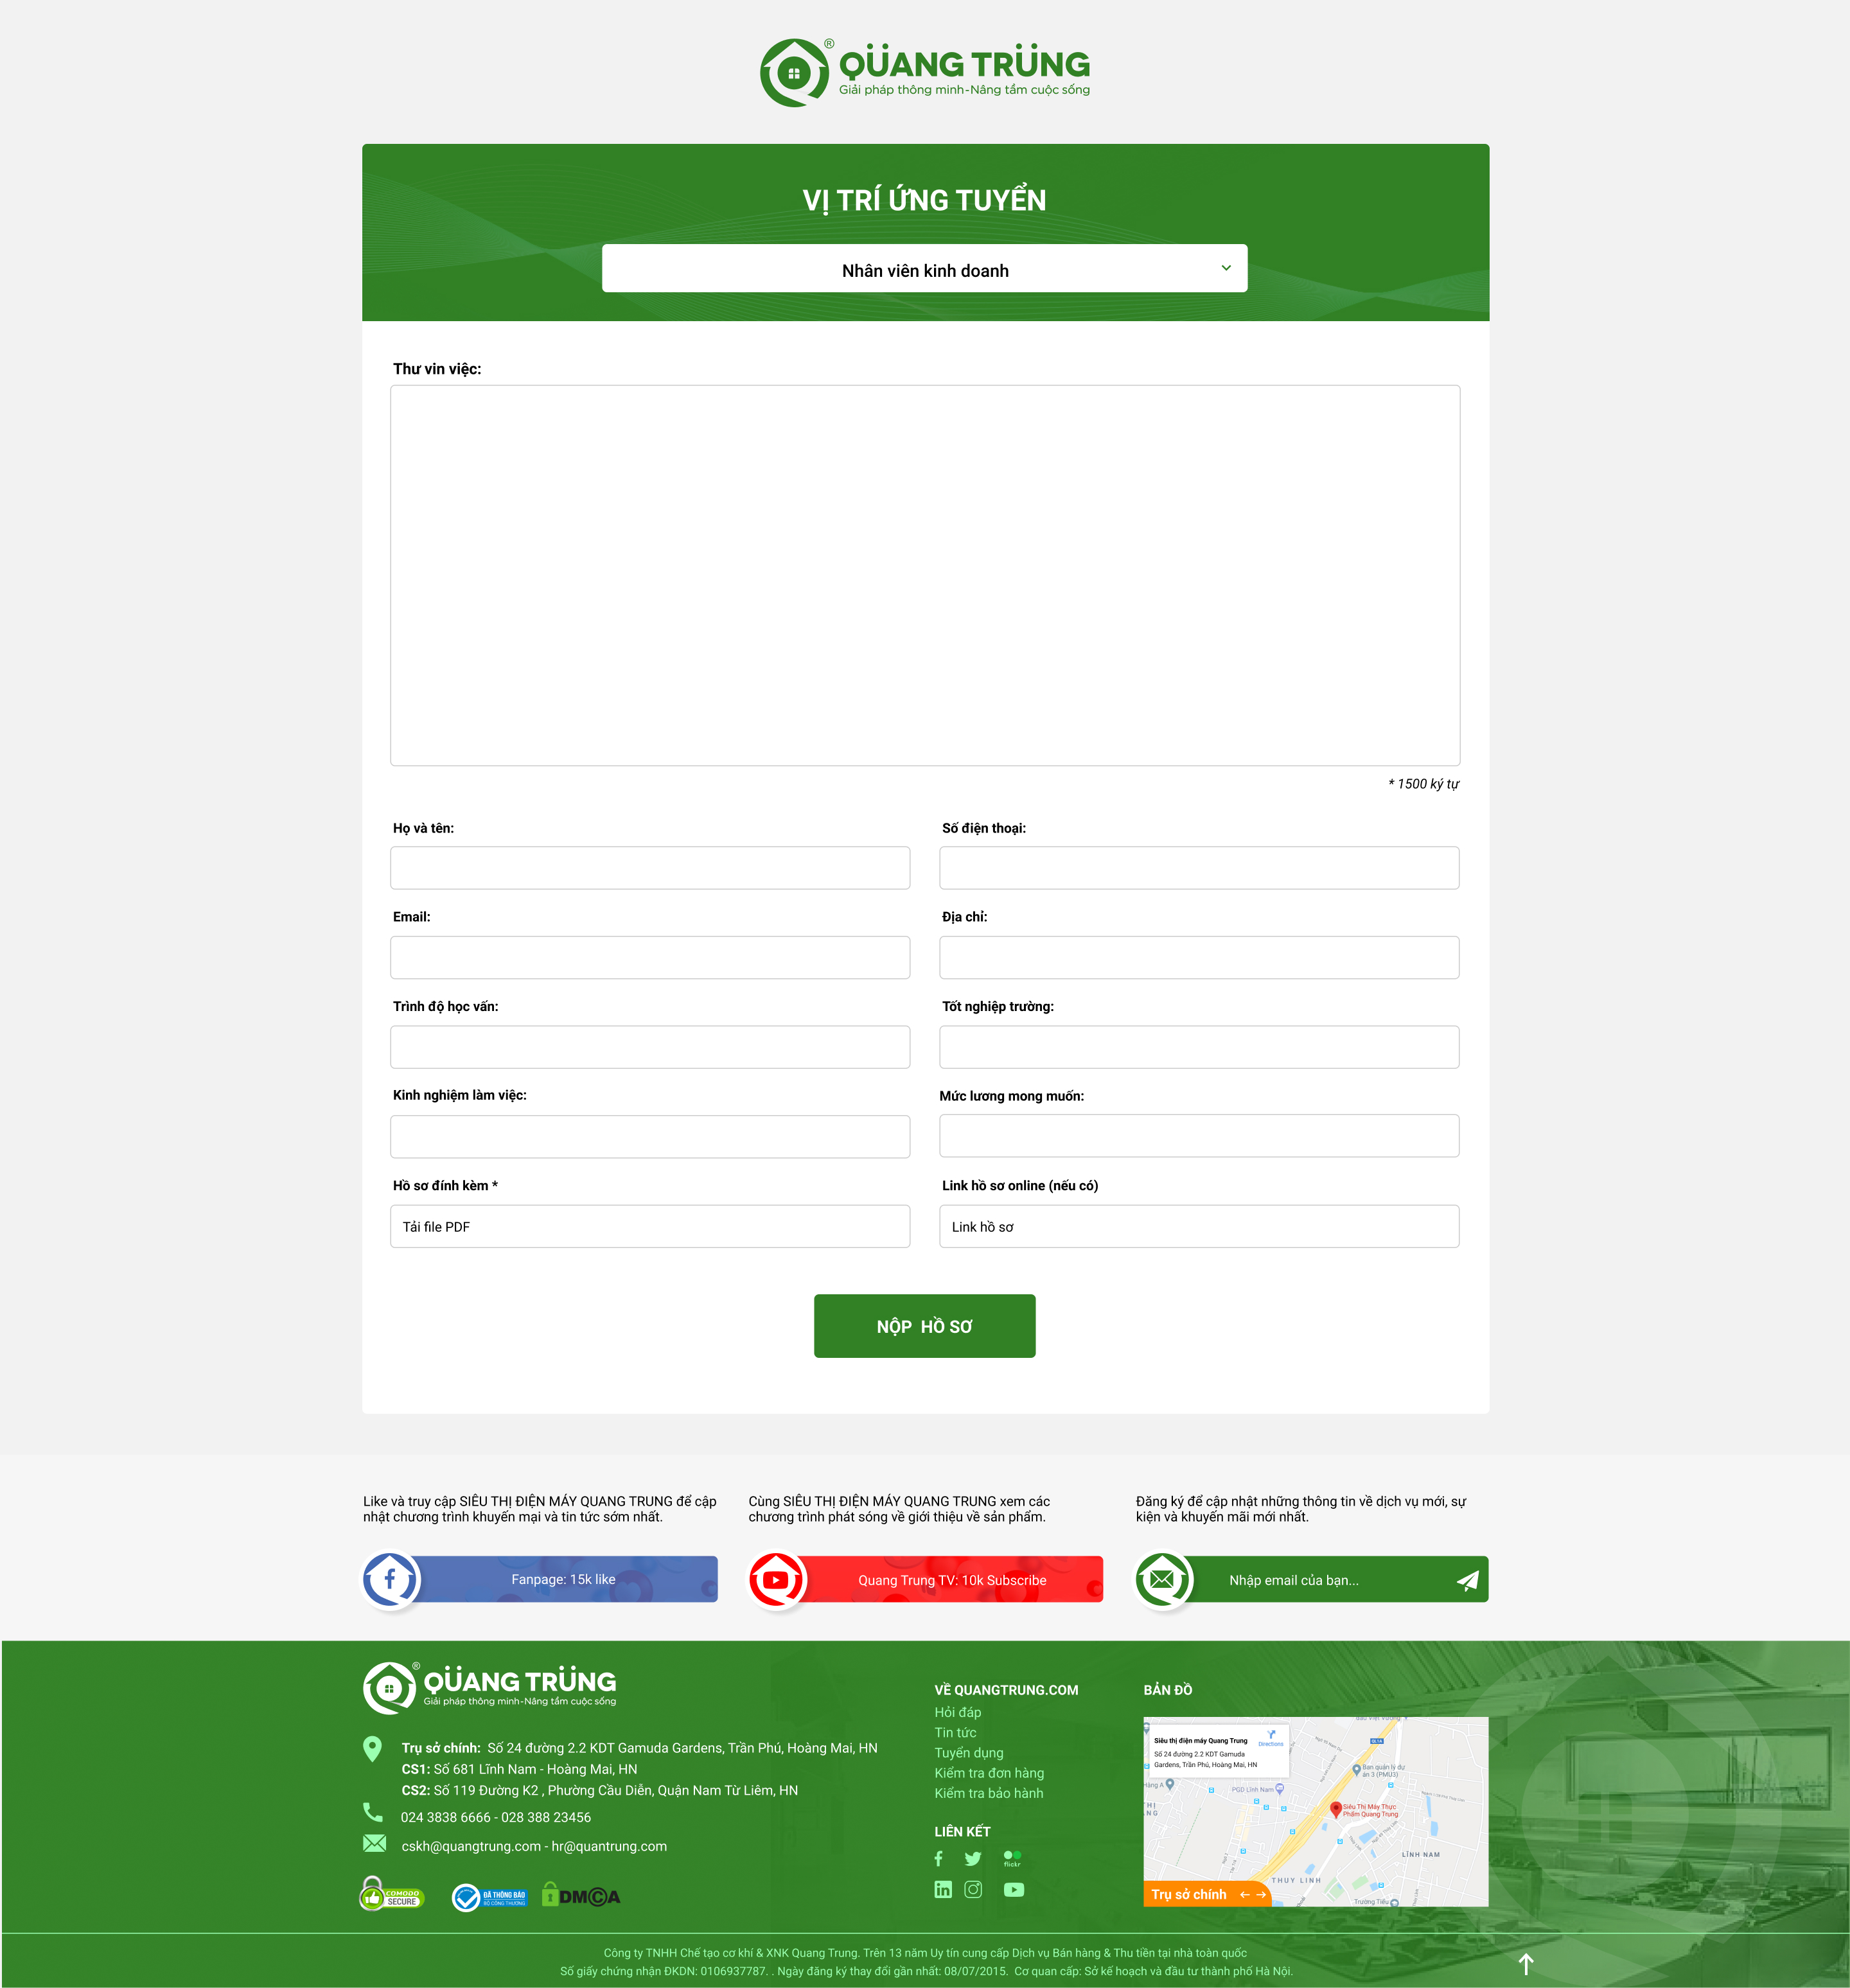 QÜANG TRÜNG ®
Giải pháp thông minh-Nâng tầm cuộc sống
VỊ TRÍ ỨNG TUYỂN
Nhân viên kinh doanh
Thư vin việc:
* 1500 ký tự
Họ và tên:
Số điện thoại:
Email:
Địa chỉ:
Trình độ học vấn:
Tốt nghiệp trường:
Kinh nghiệm làm việc:
Mức lương mong muốn:
Hồ sơ đính kèm *
Link hồ sơ online (nếu có)
Tải file PDF
Link hồ sơ
NỘP HỒ SƠ
Like và truy cập SIÊU THỊ ĐIỆN MÁY QUANG TRUNG để cập
nhật chương trình khuyến mại và tin tức sớm nhất.
Fanpage: 15k like
Cùng SIÊU THỊ ĐIỆN MÁY QUANG TRUNG xem các
chương trình phát sóng về giới thiệu về sản phẩm.
Quang Trung TV: 10k Subscribe
Đăng ký để cập nhật những thông tin về dịch vụ mới, sự
kiện và khuyến mãi mới nhất.
Nhập email của bạn...
QÜANG TRÜNG ®
Giải pháp thông minh-Nâng tầm cuộc sống
Trụ sở chính: Số 24 đường 2.2 KDT Gamuda Gardens, Trần Phú, Hoàng Mai, HN
CS1: Số 681 Lĩnh Nam - Hoàng Mai, HN
CS2: Số 119 Đường K2 , Phường Cầu Diễn, Quận Nam Từ Liêm, HN
024 3838 6666 - 028 388 23456
cskh@quangtrung.com - hr@quantrung.com
COMODO
SECURE
ĐÃ THÔNG BÁO
BỘ CÔNG THƯƠNG
DMCA
VỀ QUANGTRUNG.COM
Hỏi đáp
Tin tức
Tuyển dụng
Kiểm tra đơn hàng
Kiểm tra bảo hành
LIÊN KẾT
flickr
BẢN ĐỒ
Siêu thị điện máy Quang Trung
Directions
Số 24 đường 2.2 KDT Gamuda
Gardens, Trần Phú, Hoàng Mai, HN
Ban quản lý dự
án 3 (PMU3)
PGD Lĩnh Nam
Siêu Thị Máy Thực
Phẩm Quang Trung
LĨNH NAM
THUY LINH
Trường Tiểu
Trụ sở chính
Công ty TNHH Chế tạo cơ khí & XNK Quang Trung. Trên 13 năm Uy tín cung cấp Dịch vụ Bán hàng & Thu tiền tại nhà toàn quốc
Số giấy chứng nhận ĐKDN: 0106937787. . Ngày đăng ký thay đổi gần nhất: 08/07/2015. Cơ quan cấp: Sở kế hoạch và đầu tư thành phố Hà Nội.